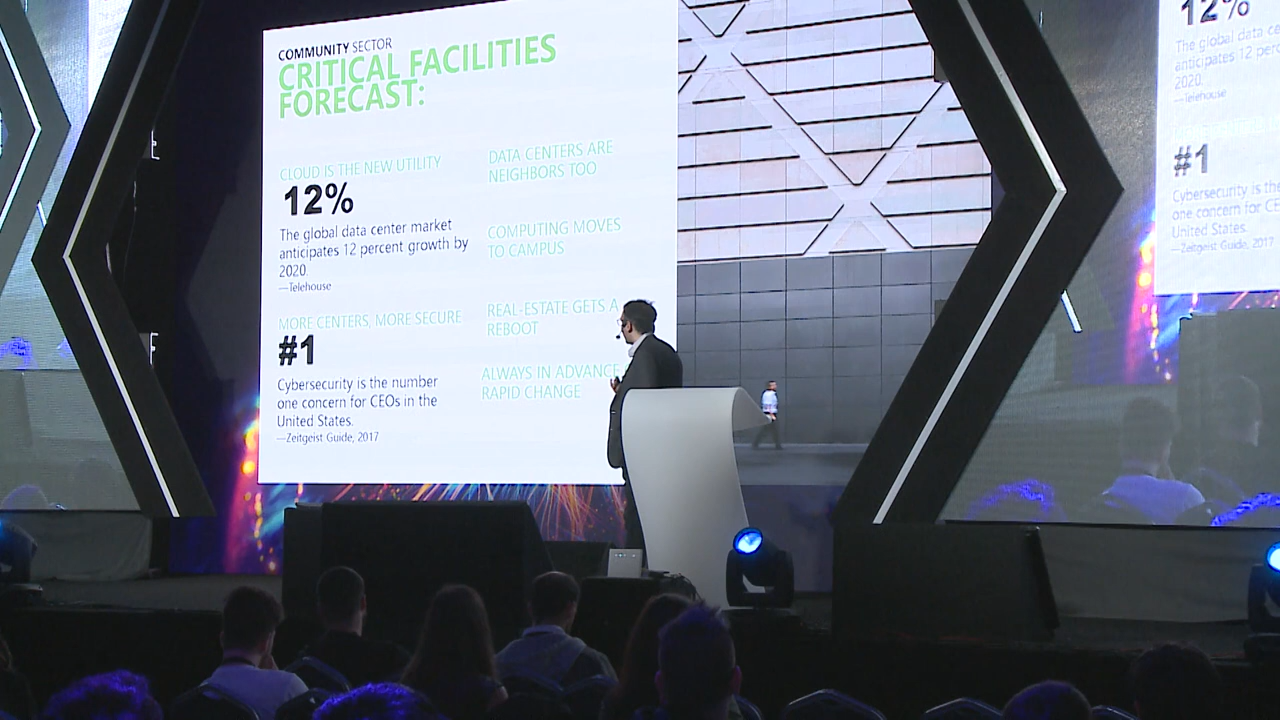 COMMUNITY SECTOR
CRITICAL FACILITIES
FORECAST:
CLOUD IS THE NEW UTILITY
12%
The global data center market
anticipates 12 percent growth by
2020.
—Telehouse
MORE CENTERS, MORE SECURE
#1
Cybersecurity is the number
one concern for CEOs in the
United States.
—Zeitgeist Guide, 2017
DATA CENTERS ARE
NEIGHBORS TOO
COMPUTING MOVES
TO CAMPUS
REAL-ESTATE GETS A
REBOOT
ALWAYS IN ADVANCE
RAPID CHANGE
12%
The global data ce
anticipates 12 perc
2020.
—Telehouse
#1
Cybersecurity is the
one concern for CE
United States.
—Zeitgeist Guide, 2017